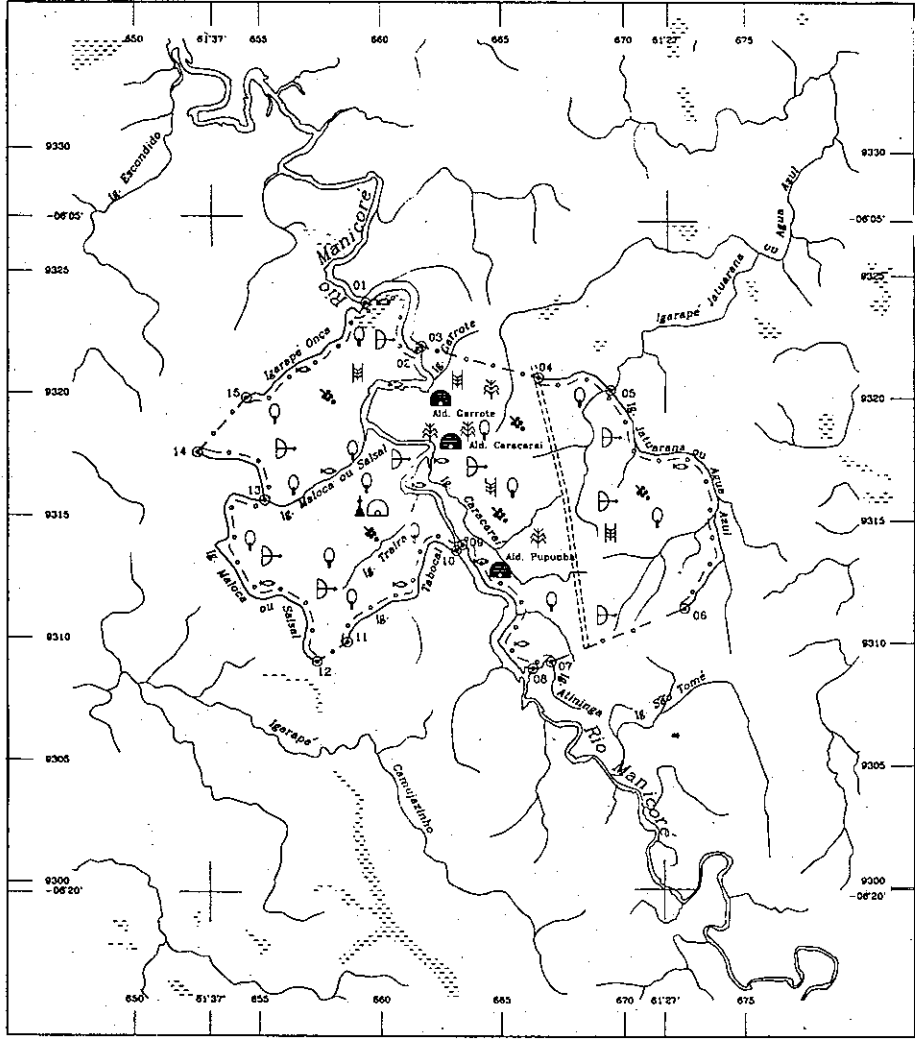 650 61°37' 655 660 665 670 61°27' 675
9330 9330
Ig. Escondido
Azul
Agua
ou
-06°05' -06°05'
Rio Manicoré
9325 9325
Igarapé Jatuarana
01
Igarapé Onca
02 03
Ig. Garrote
04
05
15
9320 9320
Ald. Garrote
Ig. Jatuarana ou Agua Azul
14
Ald. Caracarai
Ig. Maloca ou Salsal
13
Ig. Caracarai
9315 9315
Ig. Traira
09
10
Ald. Pupunha
Ig. Maloca ou Salsal
Ig. Tabocal
06
11
9310 9310
12
08 07
Ig. Atininga
Ig. São Tomé
Igarapé Camujazinho
Rio Manicoré
9305 9305
9300 9300
-06°20' -06°20'
650 61°37' 655 660 665 670 61°27' 675